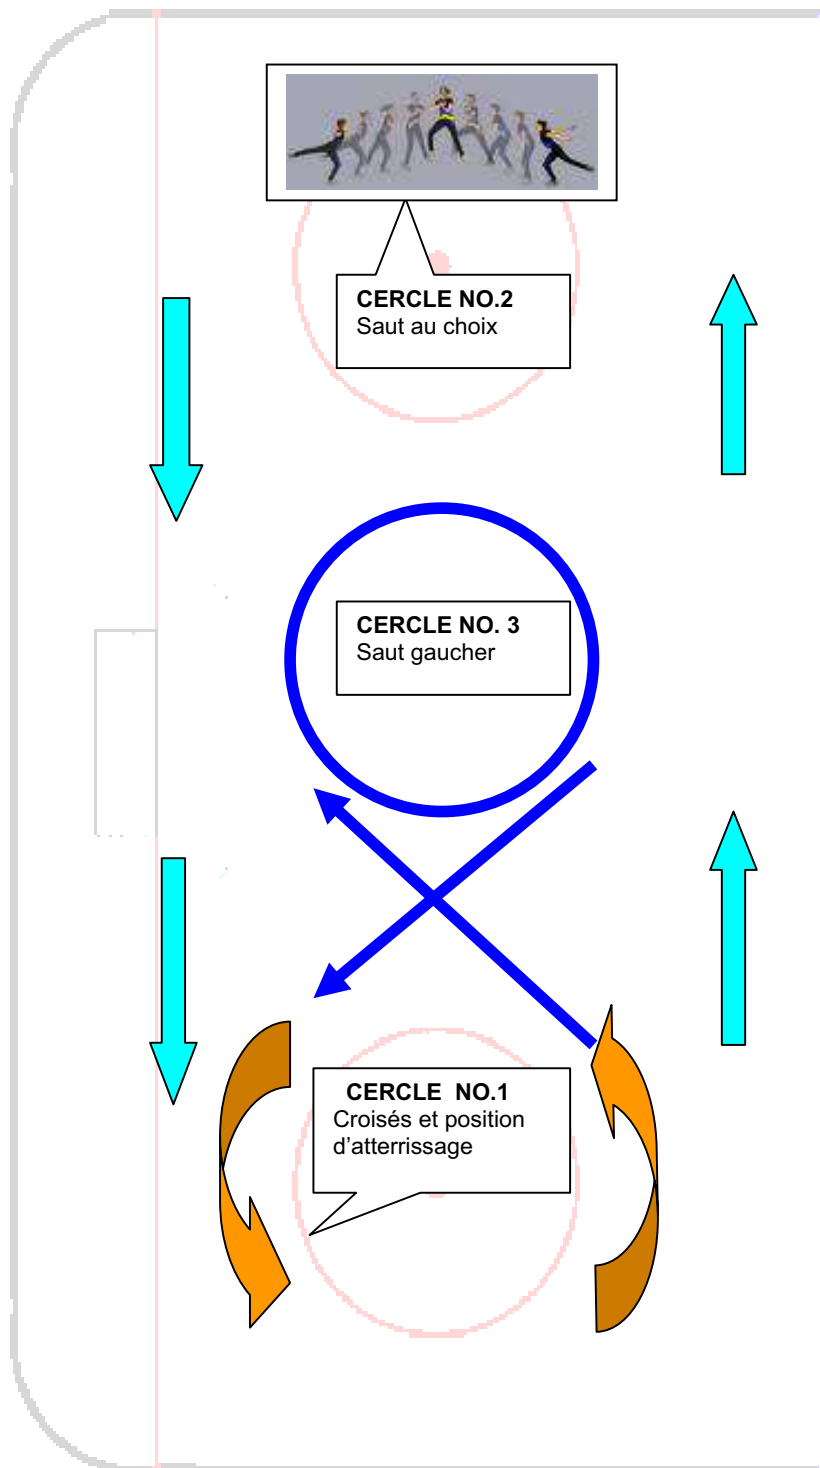 CERCLE NO.2
Saut au choix
CERCLE NO. 3
Saut gaucher
CERCLE NO.1
Croisés et position
d’atterrissage